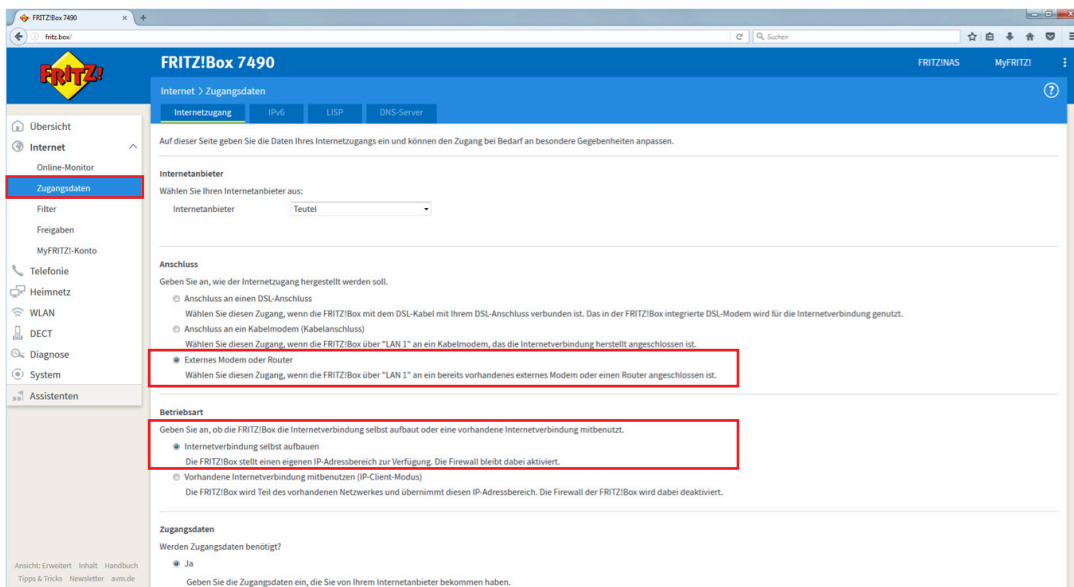 FRITZ!Box 7490
fritz.box/
Suchen
FRITZ!
FRITZ!Box 7490
FRITZ!NAS
MyFRITZ!
Internet > Zugangsdaten
Internetzugang
IPv6
LISP
DNS-Server
Übersicht
Internet
Online-Monitor
Zugangsdaten
Filter
Freigaben
MyFRITZ!-Konto
Telefonie
Heimnetz
WLAN
DECT
Diagnose
System
Assistenten
Ansicht: Erweitert Inhalt Handbuch
Tipps & Tricks Newsletter avm.de
Auf dieser Seite geben Sie die Daten Ihres Internetzugangs ein und können den Zugang bei Bedarf an besondere Gegebenheiten anpassen.
Internetanbieter
Wählen Sie Ihren Internetanbieter aus:
Internetanbieter Teutel
Anschluss
Geben Sie an, wie der Internetzugang hergestellt werden soll.
Anschluss an einen DSL-Anschluss
Wählen Sie diesen Zugang, wenn die FRITZ!Box mit dem DSL-Kabel mit Ihrem DSL-Anschluss verbunden ist. Das in der FRITZ!Box integrierte DSL-Modem wird für die Internetverbindung genutzt.
Anschluss an ein Kabelmodem (Kabelanschluss)
Wählen Sie diesen Zugang, wenn die FRITZ!Box über "LAN 1" an ein Kabelmodem, das die Internetverbindung herstellt angeschlossen ist.
Externes Modem oder Router
Wählen Sie diesen Zugang, wenn die FRITZ!Box über "LAN 1" an ein bereits vorhandenes externes Modem oder einen Router angeschlossen ist.
Betriebsart
Geben Sie an, ob die FRITZ!Box die Internetverbindung selbst aufbaut oder eine vorhandene Internetverbindung mitbenutzt.
Internetverbindung selbst aufbauen
Die FRITZ!Box stellt einen eigenen IP-Adressbereich zur Verfügung. Die Firewall bleibt dabei aktiviert.
Vorhandene Internetverbindung mitbenutzen (IP-Client-Modus)
Die FRITZ!Box wird Teil des vorhandenen Netzwerkes und übernimmt diesen IP-Adressbereich. Die Firewall der FRITZ!Box wird dabei deaktiviert.
Zugangsdaten
Werden Zugangsdaten benötigt?
Ja
Geben Sie die Zugangsdaten ein, die Sie von Ihrem Internetanbieter bekommen haben.